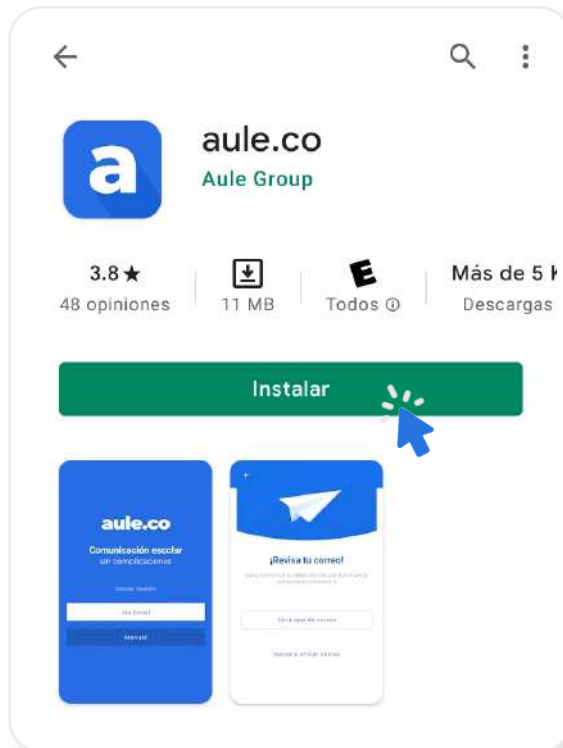 a
aule.co
Aule Group
3.8 ★
48 opiniones
11 MB
E
Todos
Más de 5 K
Descargas
Instalar
aule.co
Comunicación escolar
sin complicaciones
¡Revisa tu correo!